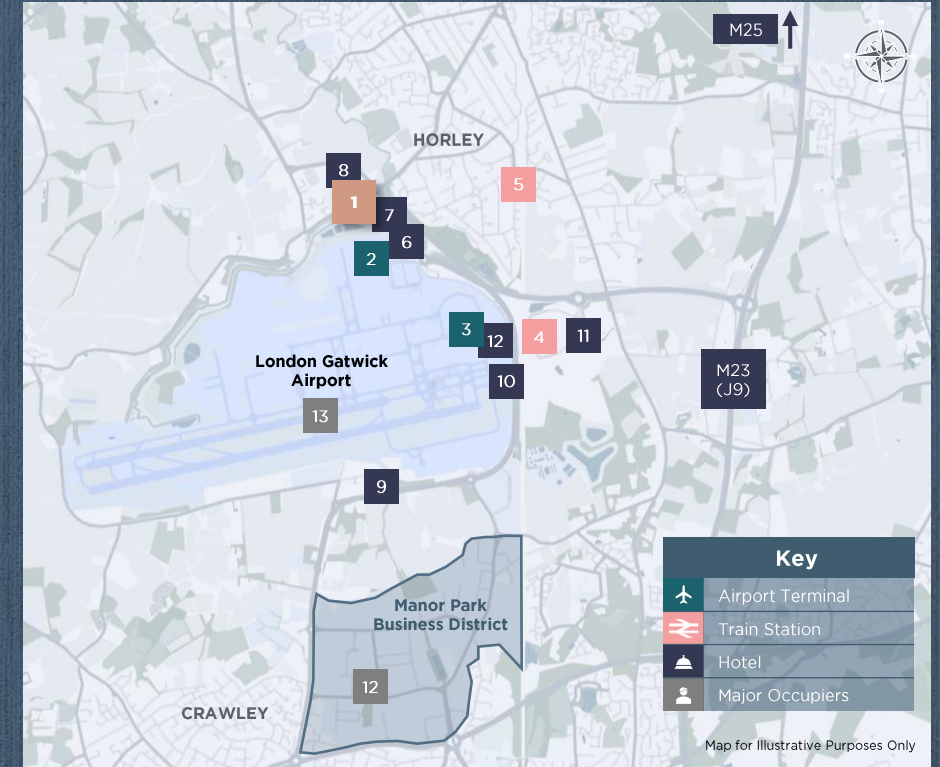 M25
HORLEY
8
5
1
7
6
2
3
12
4
11
London Gatwick
Airport
10
M23
(J9)
13
9
Key
Airport Terminal
Manor Park
Business District
Train Station
Hotel
12
Major Occupiers
CRAWLEY
Map for Illustrative Purposes Only